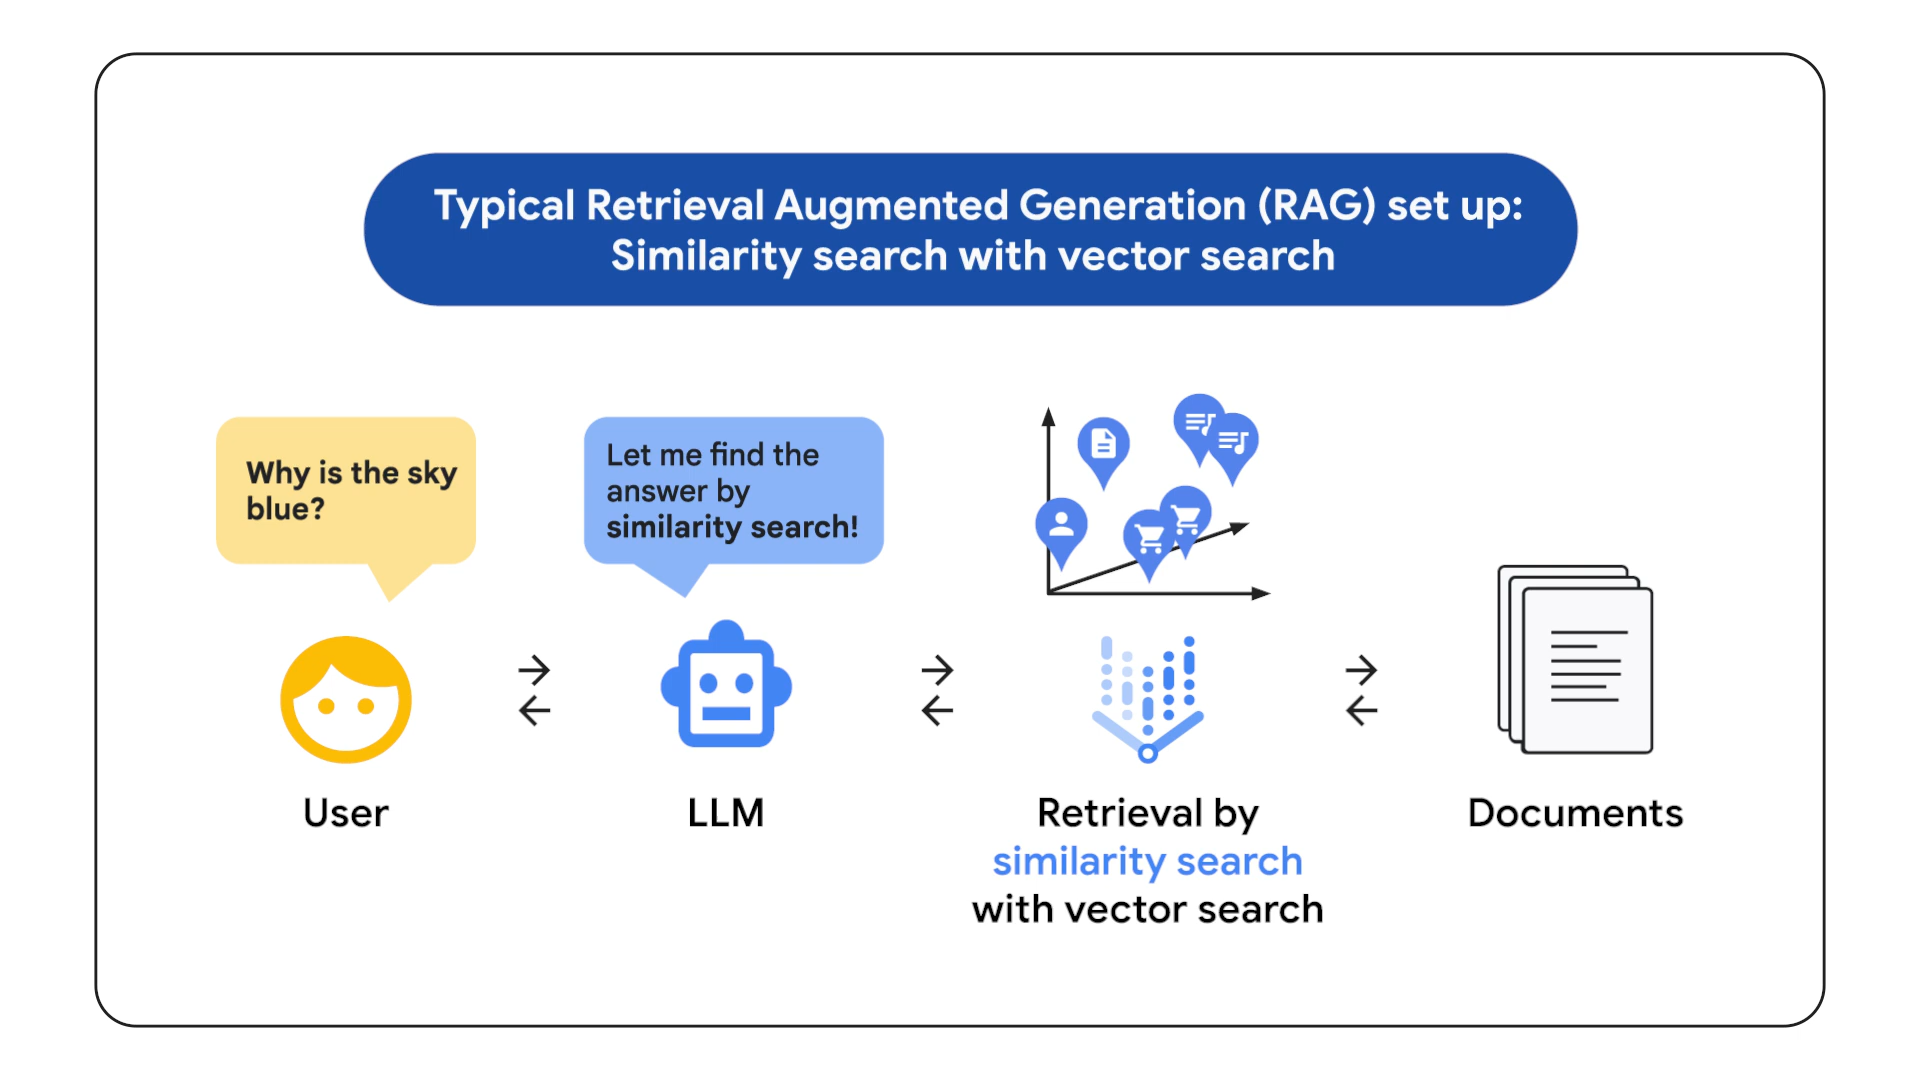 Typical Retrieval Augmented Generation (RAG) set up:
Similarity search with vector search
Why is the sky
blue?
Let me find the
answer by
similarity search!
User
LLM
Retrieval by
similarity search
with vector search
Documents